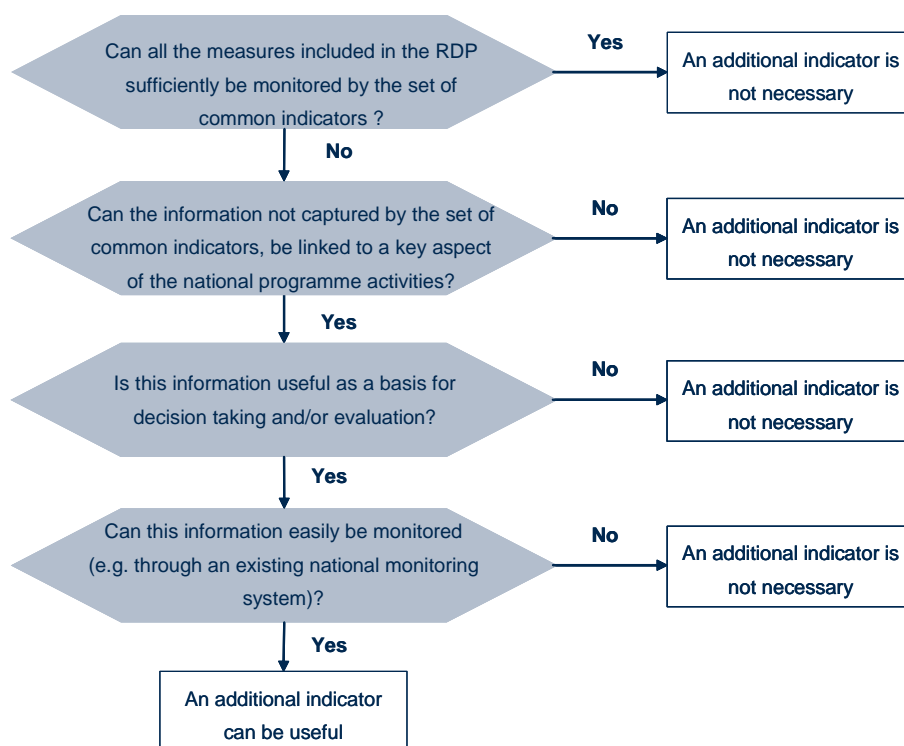 Can all the measures included in the RDP
sufficiently be monitored by the set of
common indicators ?
Yes
An additional indicator is
not necessary
No
Can the information not captured by the set of
common indicators, be linked to a key aspect
of the national programme activities?
No
An additional indicator is
not necessary
Yes
Is this information useful as a basis for
decision taking and/or evaluation?
No
An additional indicator is
not necessary
Yes
Can this information easily be monitored
(e.g. through an existing national monitoring
system)?
No
An additional indicator is
not necessary
Yes
An additional indicator
can be useful